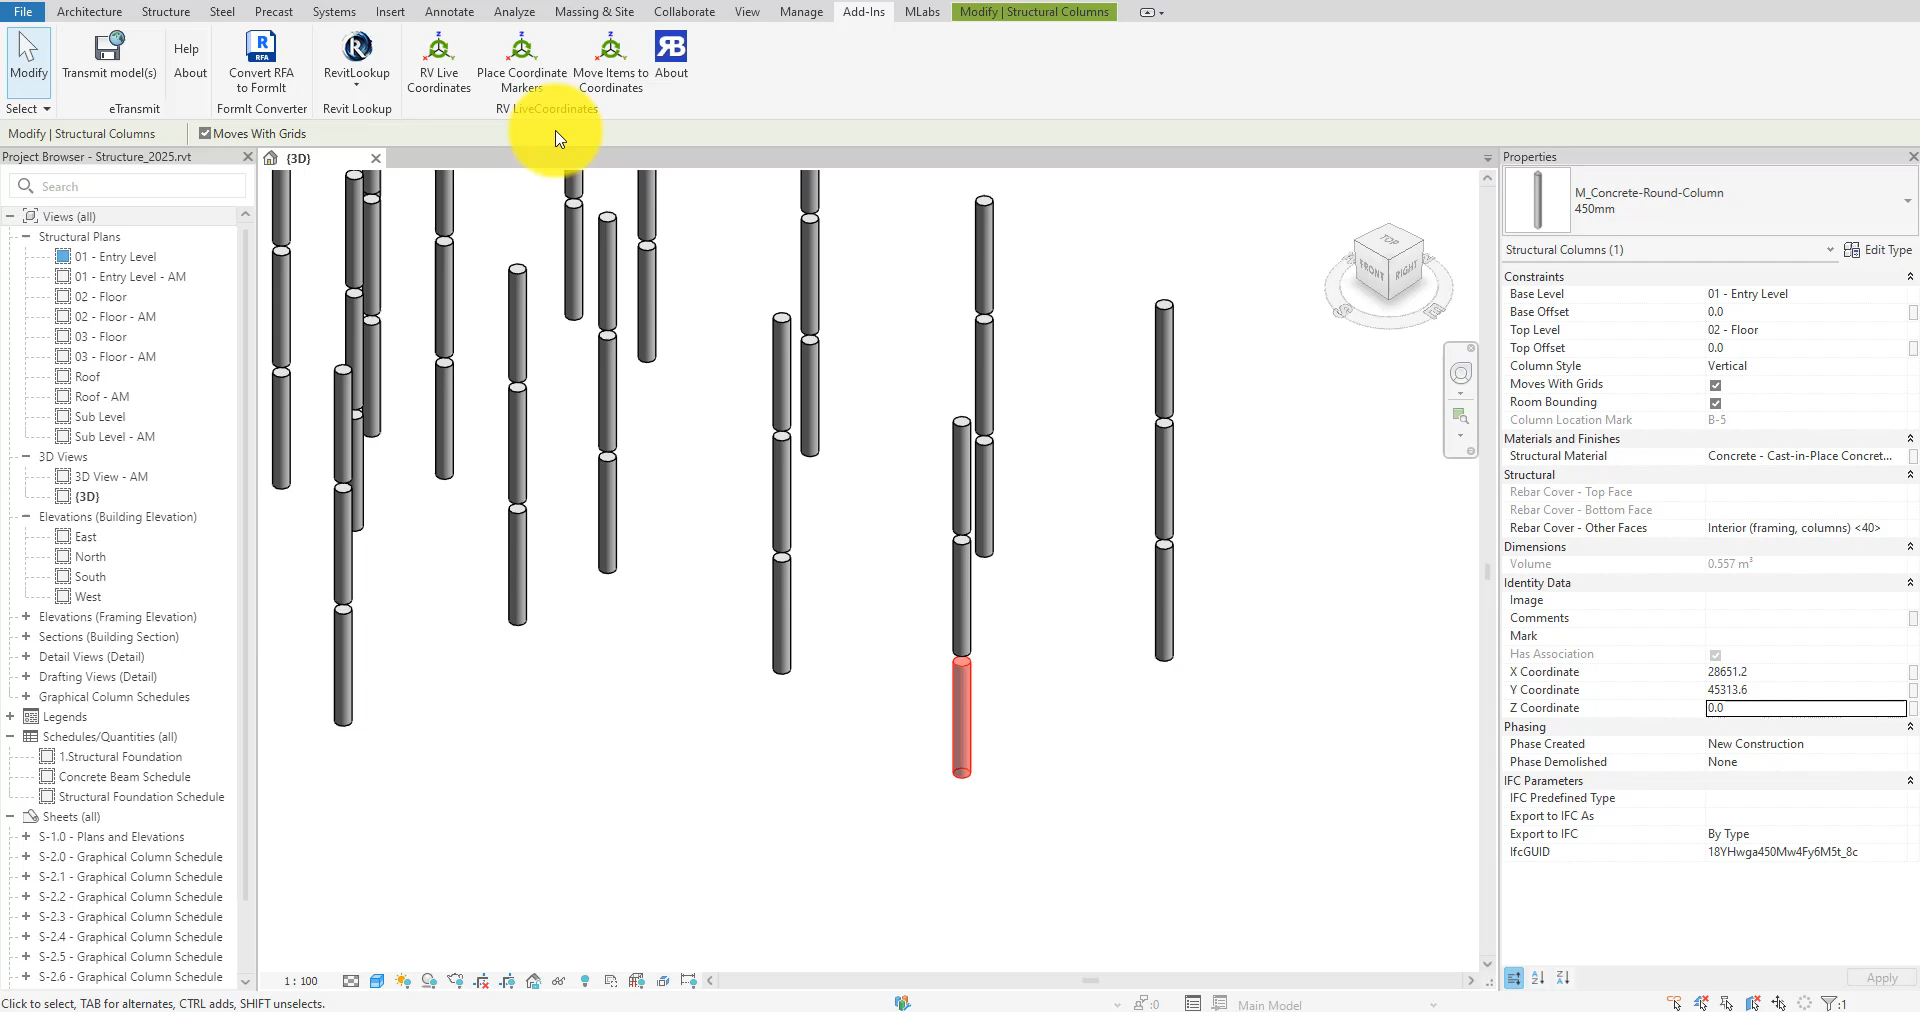 File Architecture Structure Steel Precast Systems Insert Annotate Analyze Massing & Site Collaborate View Manage Add-Ins MLabs Modify | Structural Columns
Modify
Select
Transmit model(s)
eTransmit
Help
About
Convert RFA
to FormIt
FormIt Converter
RFA
RevitLookup
Revit Lookup
RV Live
Coordinates
Place Coordinate
Markers
Move Items to
Coordinates
About
RV LiveCoordinates
Modify | Structural Columns
Moves With Grids
Project Browser - Structure_2025.rvt
Search
Views (all)
Structural Plans
01 - Entry Level
01 - Entry Level - AM
02 - Floor
02 - Floor - AM
03 - Floor
03 - Floor - AM
Roof
Roof - AM
Sub Level
Sub Level - AM
3D Views
3D View - AM
{3D}
Elevations (Building Elevation)
East
North
South
West
Elevations (Framing Elevation)
Sections (Building Section)
Detail Views (Detail)
Drafting Views (Detail)
Graphical Column Schedules
Legends
Schedules/Quantities (all)
1.Structural Foundation
Concrete Beam Schedule
Structural Foundation Schedule
Sheets (all)
S-1.0 - Plans and Elevations
S-2.0 - Graphical Column Schedule
S-2.1 - Graphical Column Schedule
S-2.2 - Graphical Column Schedule
S-2.3 - Graphical Column Schedule
S-2.4 - Graphical Column Schedule
S-2.5 - Graphical Column Schedule
S-2.6 - Graphical Column Schedule
{3D}
TOP
FRONT
RIGHT
S
E
1 : 100
Properties
M_Concrete-Round-Column
450mm
Structural Columns (1)
Edit Type
Constraints
Base Level 01 - Entry Level
Base Offset 0.0
Top Level 02 - Floor
Top Offset 0.0
Column Style Vertical
Moves With Grids
Room Bounding
Column Location Mark B-5
Materials and Finishes
Structural Material Concrete - Cast-in-Place Concret...
Structural
Rebar Cover - Top Face
Rebar Cover - Bottom Face
Rebar Cover - Other Faces Interior (framing, columns) <40>
Dimensions
Volume 0.557 m³
Identity Data
Image
Comments
Mark
Has Association
X Coordinate 28651.2
Y Coordinate 45313.6
Z Coordinate 0.0
Phasing
Phase Created New Construction
Phase Demolished None
IFC Parameters
IFC Predefined Type
Export to IFC As
Export to IFC By Type
IfcGUID 18YHwga450Mw4Fy6M5t_8c
Apply
Click to select, TAB for alternates, CTRL adds, SHIFT unselects.
:0
Main Model
:1